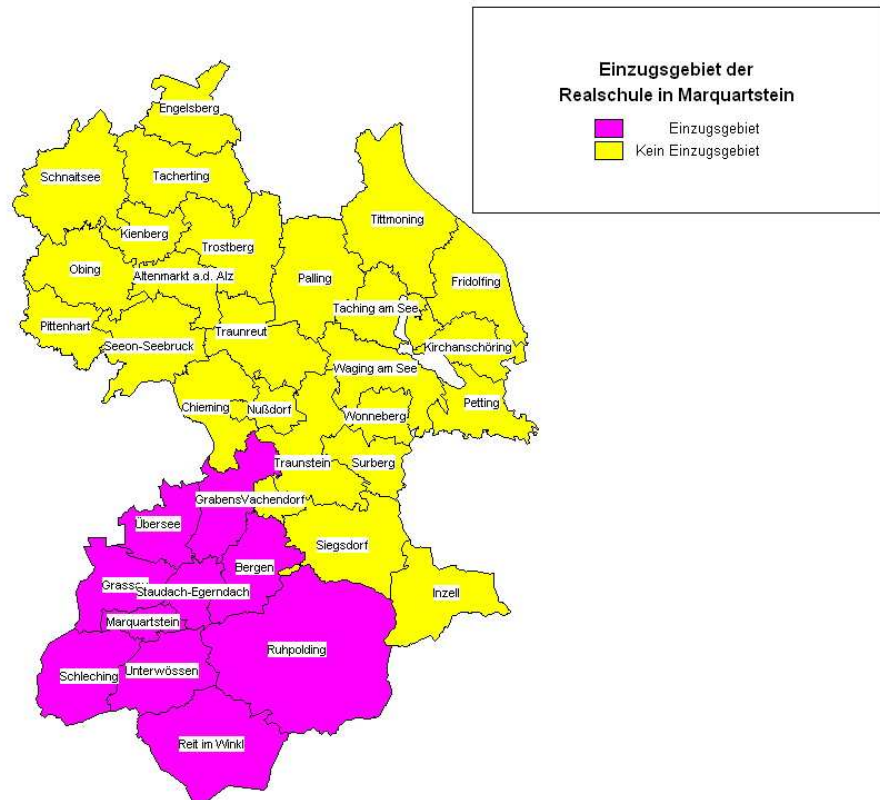 Einzugsgebiet der
Realschule in Marquartstein
Einzugsgebiet
Kein Einzugsgebiet
Engelsberg
Schnaitsee
Tacherting
Tittmoning
Kienberg
Trostberg
Obing
Altenmarkt a.d. Alz
Palling
Fridolfing
Taching am See
Pittenhart
Traunreut
Seeon-Seebruck
Kirchanschöring
Waging am See
Chieming
Nußdorf
Wonneberg
Petting
Traunstein
Surberg
GrabensVachendorf
Übersee
Siegsdorf
Bergen
Grassau
Staudach-Egerndach
Inzell
Marquartstein
Ruhpolding
Schleching
Unterwössen
Reit im Winkl